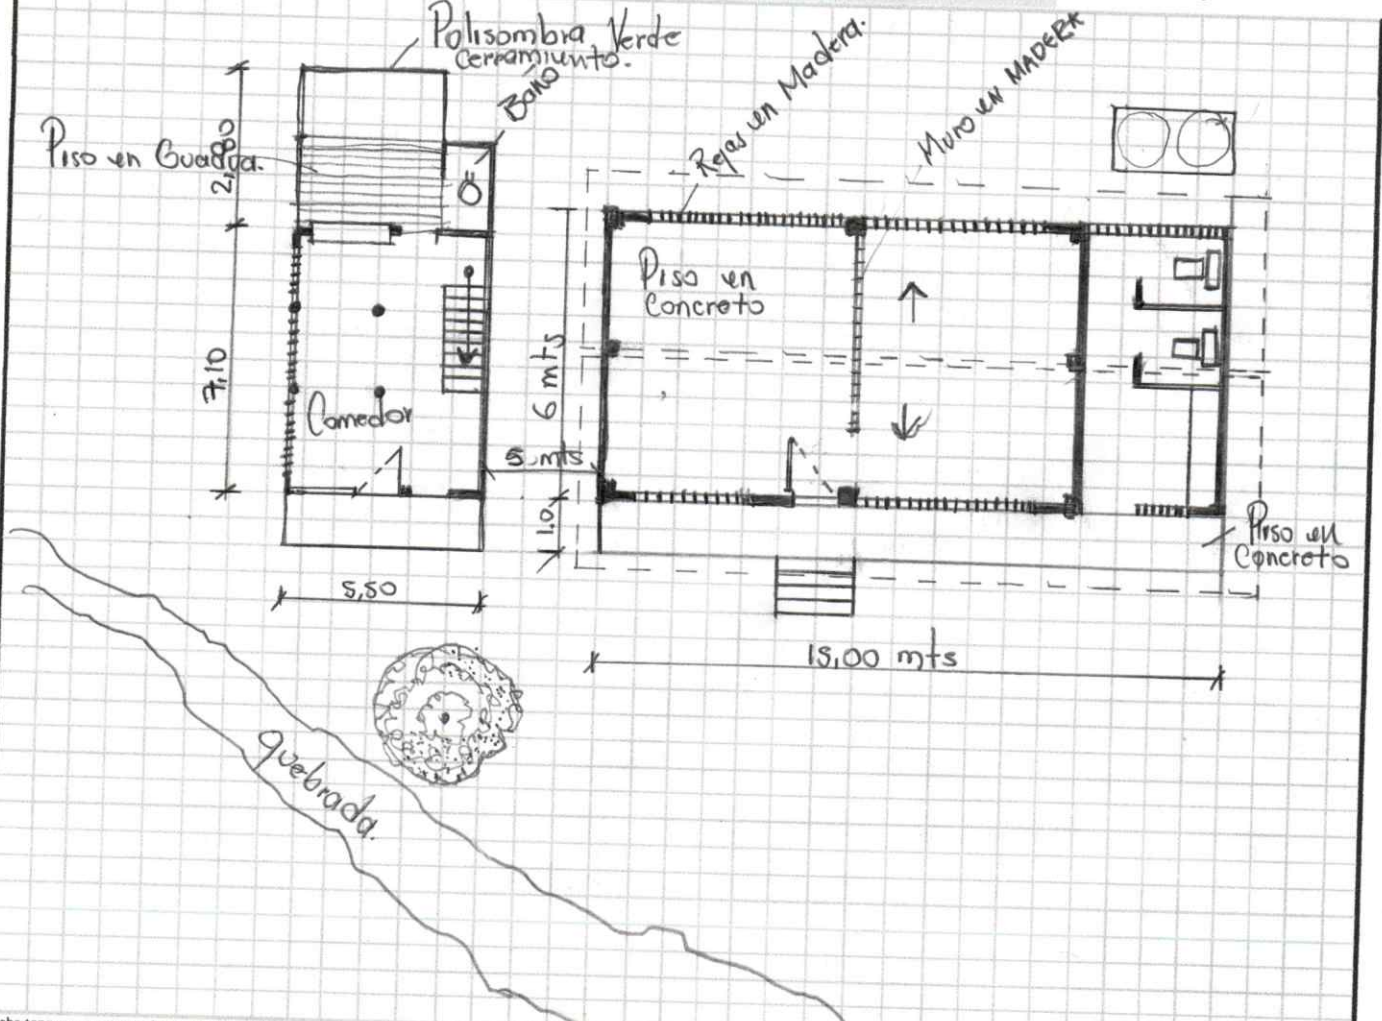 Polisombra Verde
Cerramiunto.
Baño
Rejas en Madera.
Muro en MADERA
Piso en Guadua.
2,80
Piso en
Concreto
7,10
6 mts
Comedor
5 mts
1.0
Piso en
Concreto
5,50
15,00 mts
quebrada.